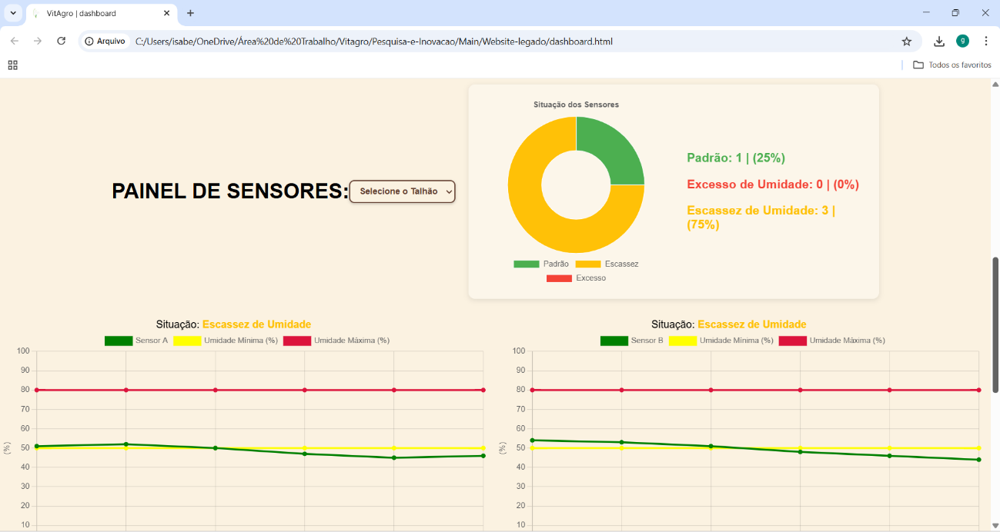 VitAgro | dashboard
Arquivo C:/Users/isabe/OneDrive/Área%20de%20Trabalho/Vitagro/Pesquisa-e-Inovacao/Main/Website-legado/dashboard.html
g
Todos os favoritos
Situação dos Sensores
PAINEL DE SENSORES: Selecione o Talhão
Padrão: 1 | (25%)
Excesso de Umidade: 0 | (0%)
Escassez de Umidade: 3 |
(75%)
Padrão Escassez
Excesso
Situação: Escassez de Umidade
Sensor A Umidade Mínima (%) Umidade Máxima (%)
100
90
80
70
60
50
40
30
20
10
(%)
Situação: Escassez de Umidade
Sensor B Umidade Mínima (%) Umidade Máxima (%)
100
90
80
70
60
50
40
30
20
10
(%)